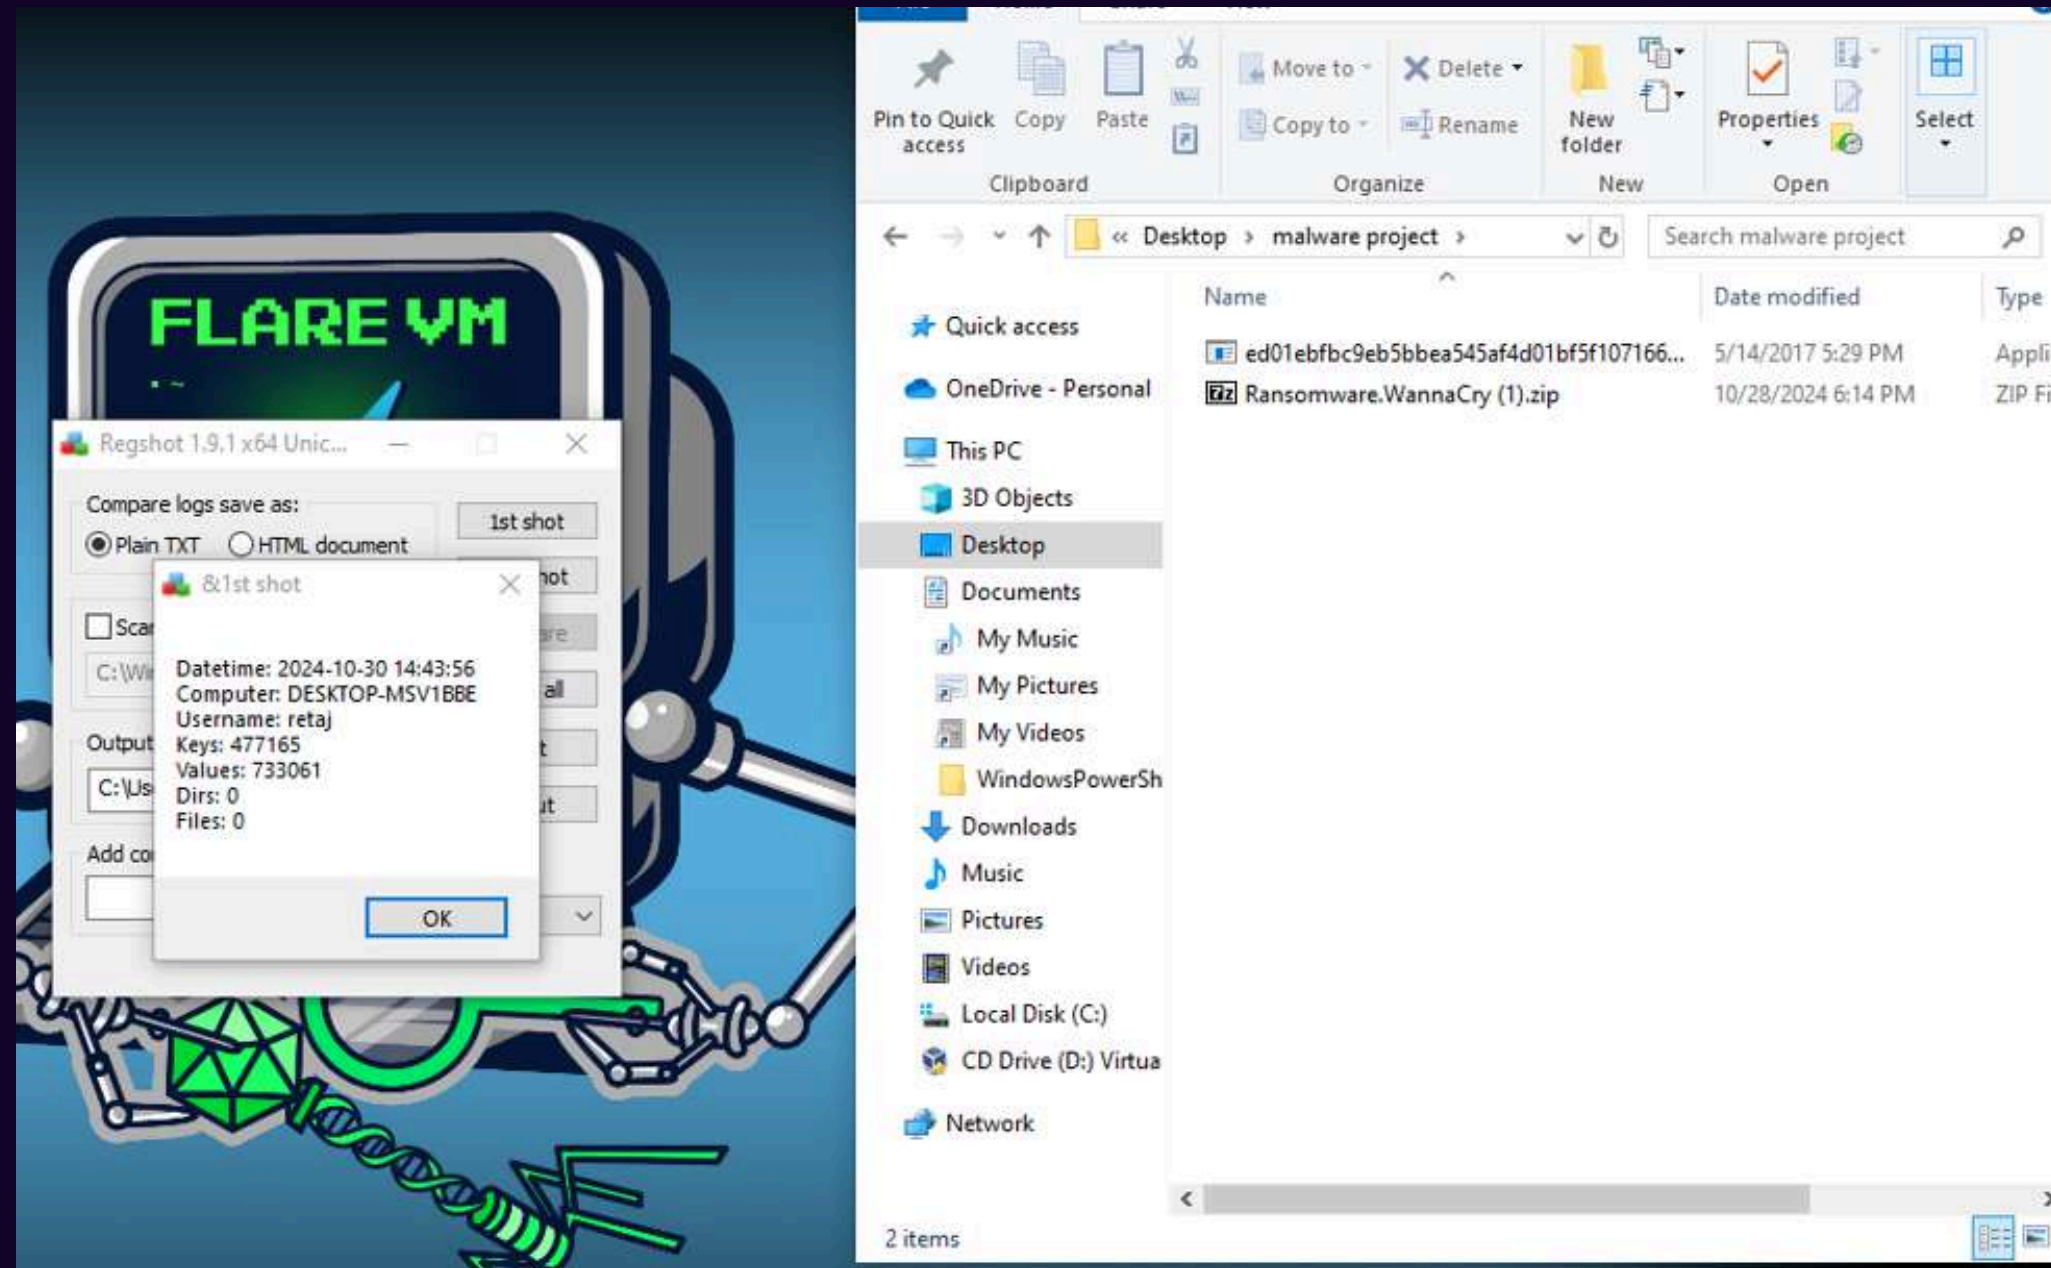 FLARE VM
Regshot 1.9.1 x64 Unic...
Compare logs save as:
Plain TXT
HTML document
1st shot
&1st shot
Datetime: 2024-10-30 14:43:56
Computer: DESKTOP-MSV1BBE
Username: retaj
Keys: 477165
Values: 733061
Dirs: 0
Files: 0
OK
Output
C:\Us
all
Pin to Quick
access
Copy
Paste
Move to
Copy to
Delete
Rename
New
folder
Properties
Select
Clipboard
Organize
New
Open
« Desktop › malware project ›
Search malware project
Name
Date modified
Type
ed01ebfbc9eb5bbea545af4d01bf5f107166... 5/14/2017 5:29 PM Appli
Ransomware.WannaCry (1).zip 10/28/2024 6:14 PM ZIP Fi
Quick access
OneDrive - Personal
This PC
3D Objects
Desktop
Documents
My Music
My Pictures
My Videos
WindowsPowerSh
Downloads
Music
Pictures
Videos
Local Disk (C:)
CD Drive (D:) Virtua
Network
2 items